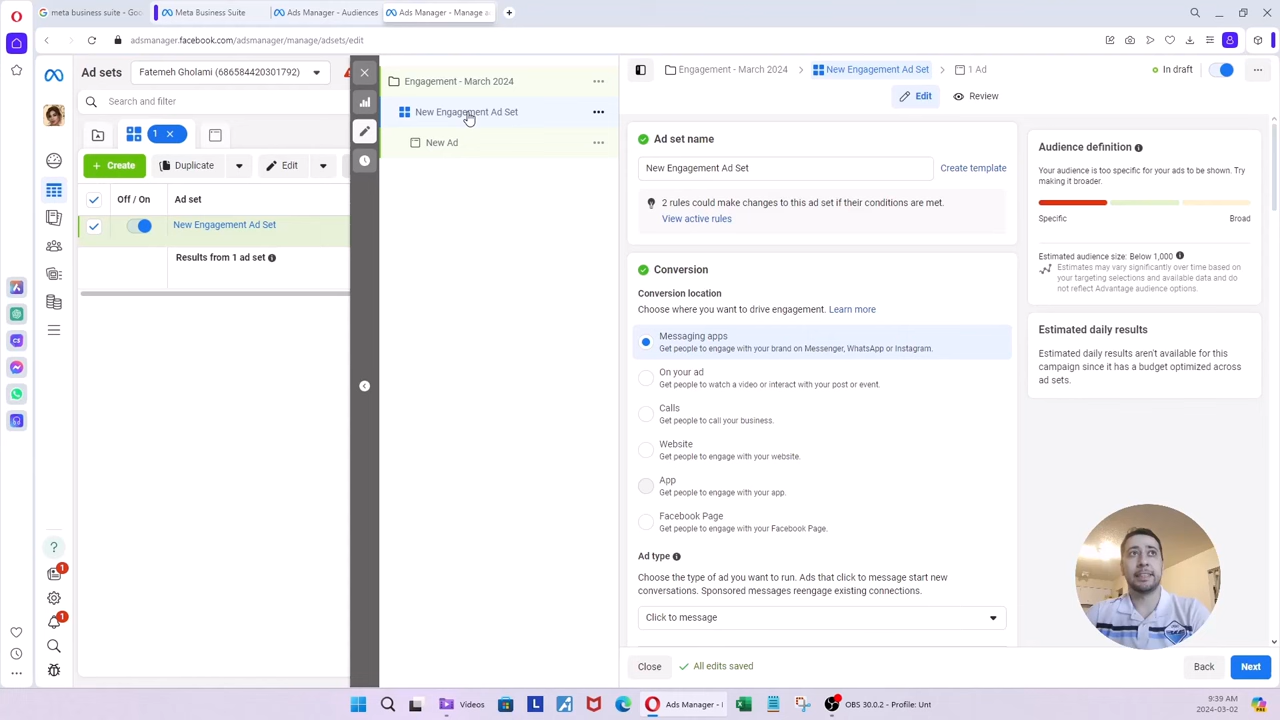 meta business suite - Goo
Meta Business Suite
Ads Manager - Audiences
Ads Manager - Manage a
adsmanager.facebook.com/adsmanager/manage/adsets/edit
Ad sets
Fatemeh Gholami (686584420301792)
Search and filter
1
Create
Duplicate
Edit
Off / On
Ad set
New Engagement Ad Set
Results from 1 ad set
1
1
Engagement - March 2024
New Engagement Ad Set
New Ad
Engagement - March 2024
New Engagement Ad Set
1 Ad
In draft
Edit
Review
Ad set name
New Engagement Ad Set
Create template
2 rules could make changes to this ad set if their conditions are met.
View active rules
Conversion
Conversion location
Choose where you want to drive engagement. Learn more
Messaging apps
Get people to engage with your brand on Messenger, WhatsApp or Instagram.
On your ad
Get people to watch a video or interact with your post or event.
Calls
Get people to call your business.
Website
Get people to engage with your website.
App
Get people to engage with your app.
Facebook Page
Get people to engage with your Facebook Page.
Ad type
Choose the type of ad you want to run. Ads that click to message start new
conversations. Sponsored messages reengage existing connections.
Click to message
Close
All edits saved
Back
Next
Audience definition
Your audience is too specific for your ads to be shown. Try
making it broader.
Specific
Broad
Estimated audience size: Below 1,000
Estimates may vary significantly over time based on
your targeting selections and available data and do
not reflect Advantage audience options.
Estimated daily results
Estimated daily results aren't available for this
campaign since it has a budget optimized across
ad sets.
Videos
Ads Manager - 
OBS 30.0.2 - Profile: Unt
9:39 AM
2024-03-02